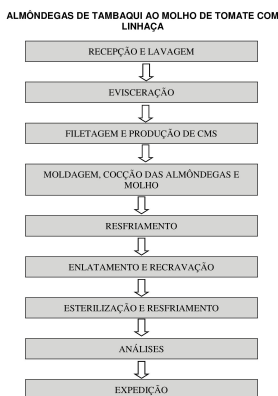 ALMÔNDEGAS DE TAMBAQUI AO MOLHO DE TOMATE COM
LINHAÇA
RECEPÇÃO E LAVAGEM
EVISCERAÇÃO
FILETAGEM E PRODUÇÃO DE CMS
MOLDAGEM, COCÇÃO DAS ALMÔNDEGAS E
MOLHO
RESFRIAMENTO
ENLATAMENTO E RECRAVAÇÃO
ESTERILIZAÇÃO E RESFRIAMENTO
ANÁLISES
EXPEDIÇÃO